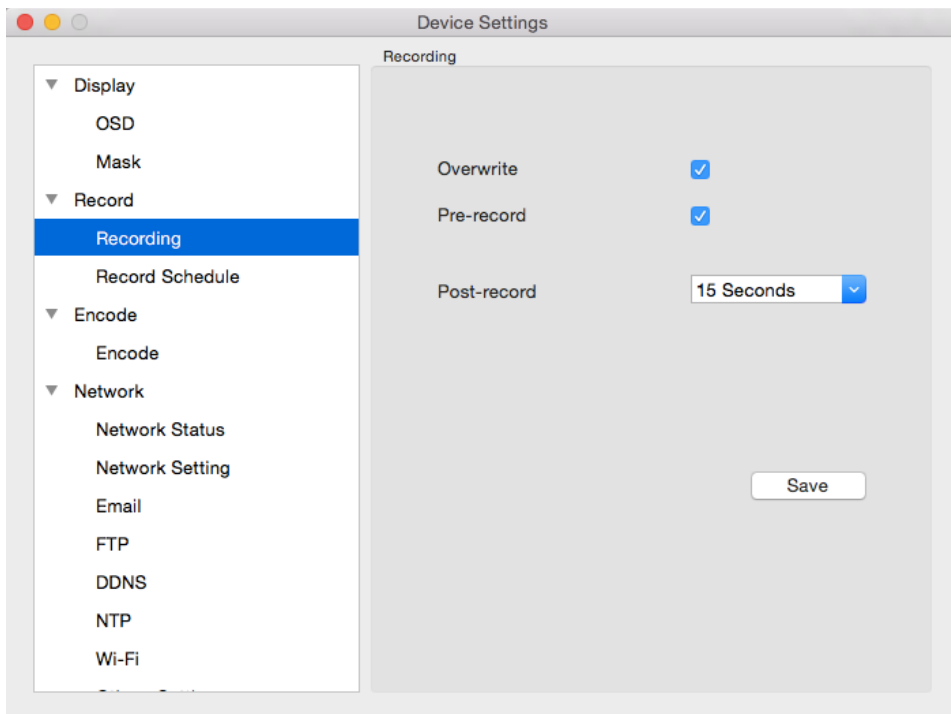 Device Settings
Display
OSD
Mask
Record
Recording
Record Schedule
Encode
Encode
Network
Network Status
Network Setting
Email
FTP
DDNS
NTP
Wi-Fi
Recording
Overwrite
Pre-record
Post-record 15 Seconds
Save